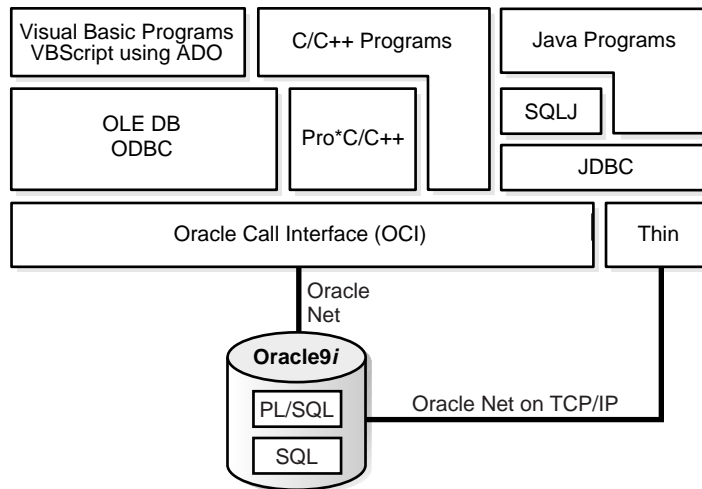 Visual Basic Programs
VBScript using ADO
C/C++ Programs
Java Programs
OLE DB
ODBC
Pro*C/C++
SQLJ
JDBC
Oracle Call Interface (OCI)
Thin
Oracle
Net
Oracle9i
PL/SQL
SQL
Oracle Net on TCP/IP